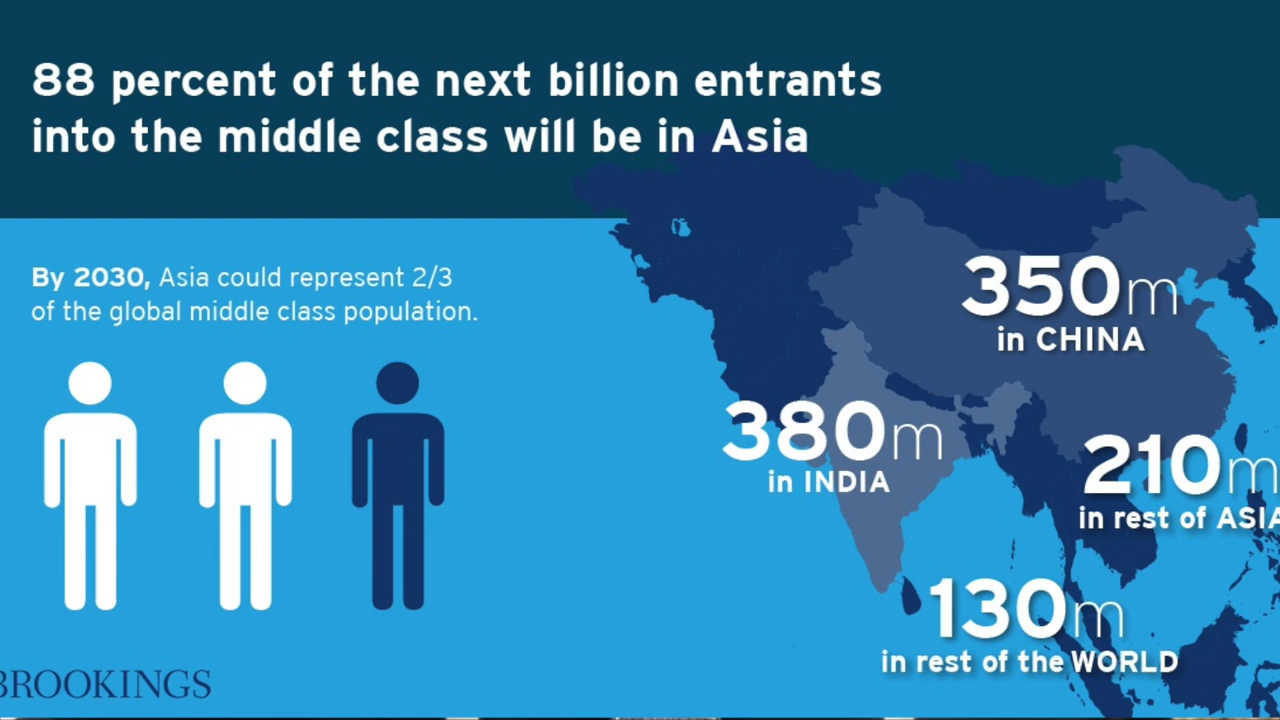 88 percent of the next billion entrants
into the middle class will be in Asia
By 2030, Asia could represent 2/3
of the global middle class population.
350m
in CHINA
380m
in INDIA
210m
in rest of ASIA
130m
in rest of the WORLD
BROOKINGS